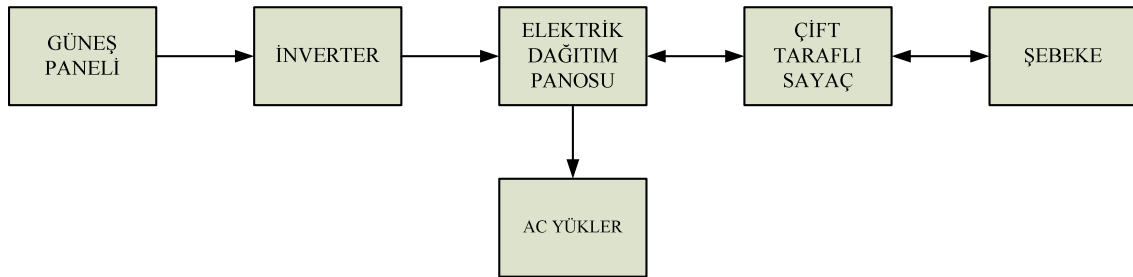 GÜNEŞ
PANELİ
İNVERTER
ELEKTRİK
DAĞITIM
PANOSU
ÇİFT
TARAFLI
SAYAÇ
ŞEBEKE
AC YÜKLER